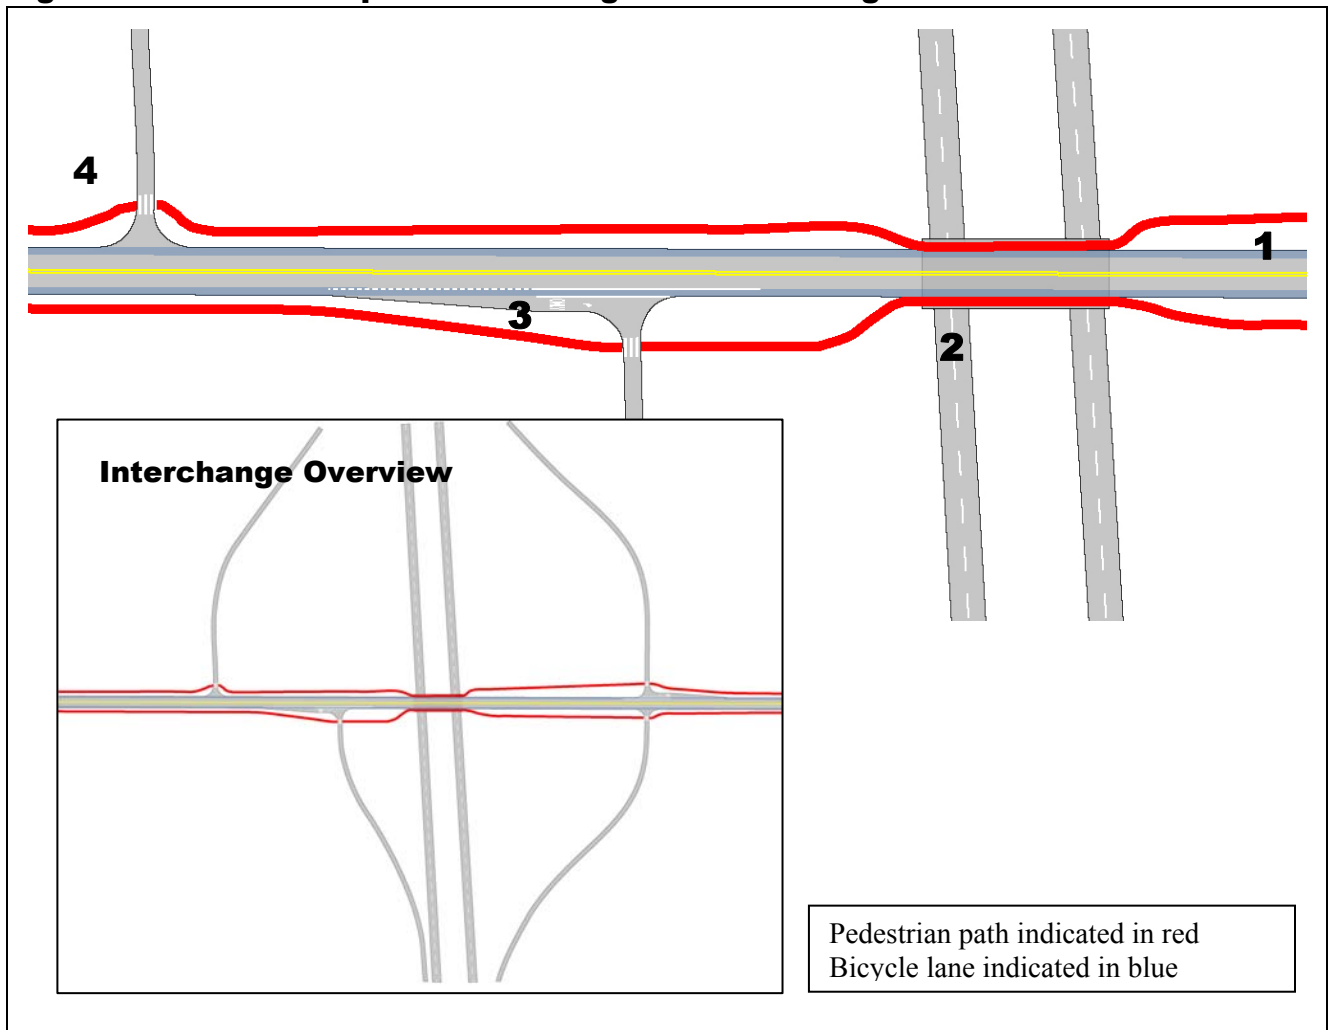 4
1
3
2
Interchange Overview
Pedestrian path indicated in red
Bicycle lane indicated in blue